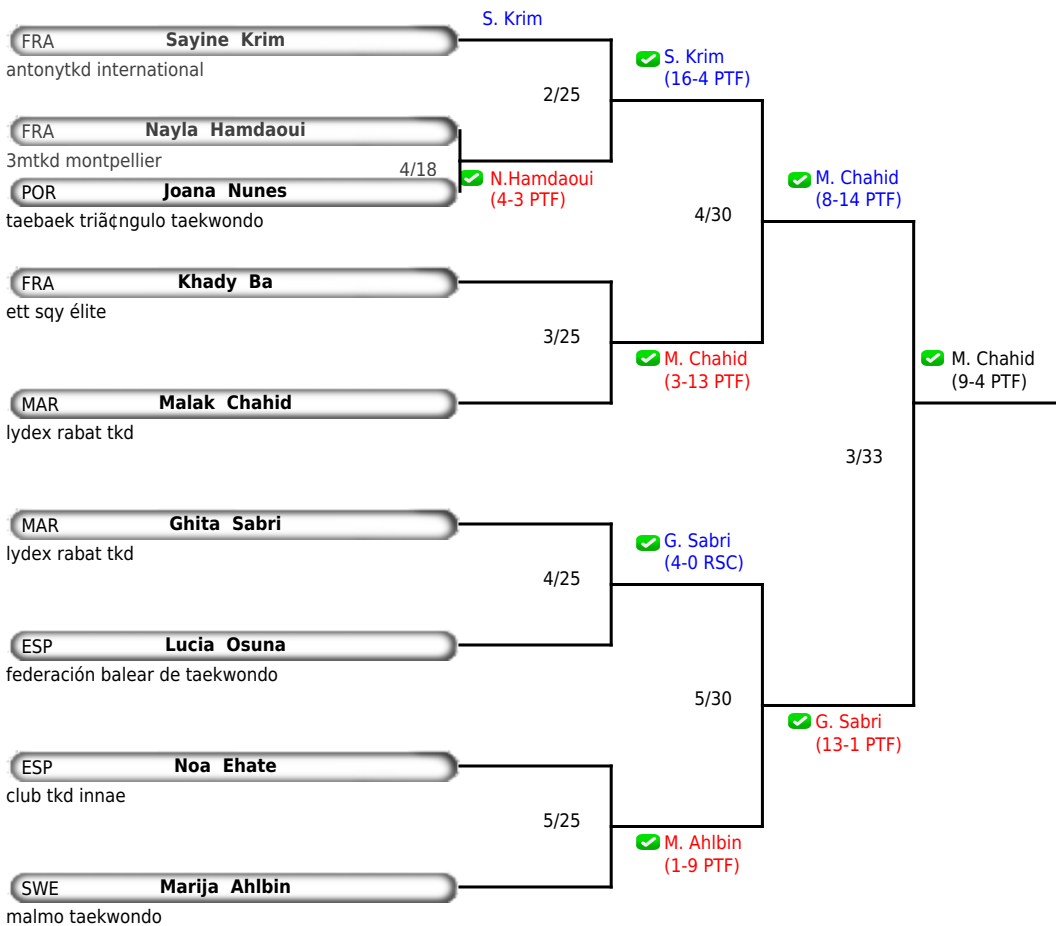 S. Krim
FRA Sayine Krim
antonytkd international
S. Krim
(16-4 PTF)
2/25
FRA Nayla Hamdaoui
3mtkd montpellier
4/18
N.Hamdaoui
(4-3 PTF)
POR Joana Nunes
taebaek triã¢ngulo taekwondo
M. Chahid
(8-14 PTF)
4/30
FRA Khady Ba
ett sqy élite
3/25
M. Chahid
(3-13 PTF)
M. Chahid
(9-4 PTF)
MAR Malak Chahid
lydex rabat tkd
3/33
MAR Ghita Sabri
lydex rabat tkd
G. Sabri
(4-0 RSC)
4/25
ESP Lucia Osuna
federación balear de taekwondo
5/30
G. Sabri
(13-1 PTF)
ESP Noa Ehate
club tkd innae
5/25
M. Ahlbin
(1-9 PTF)
SWE Marija Ahlbin
malmo taekwondo